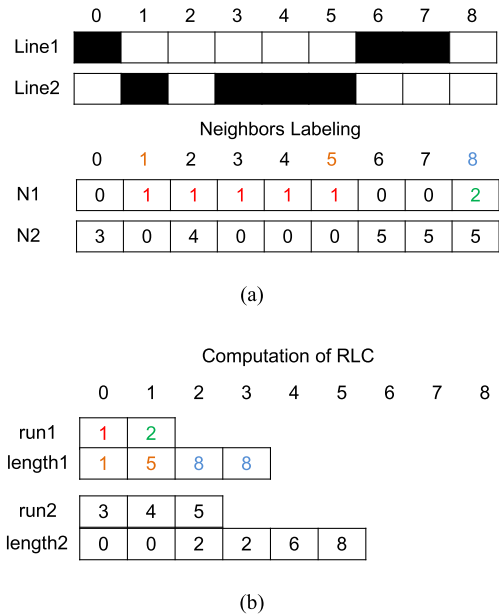 0 1 2 3 4 5 6 7 8
Line1
Line2
Neighbors Labeling
0 1 2 3 4 5 6 7 8
N1 0 1 1 1 1 1 0 0 2
N2 3 0 4 0 0 0 5 5 5
(a)
Computation of RLC
0 1 2 3 4 5 6 7 8
run1 1 2
length1 1 5 8 8
run2 3 4 5
length2 0 0 2 2 6 8
(b)